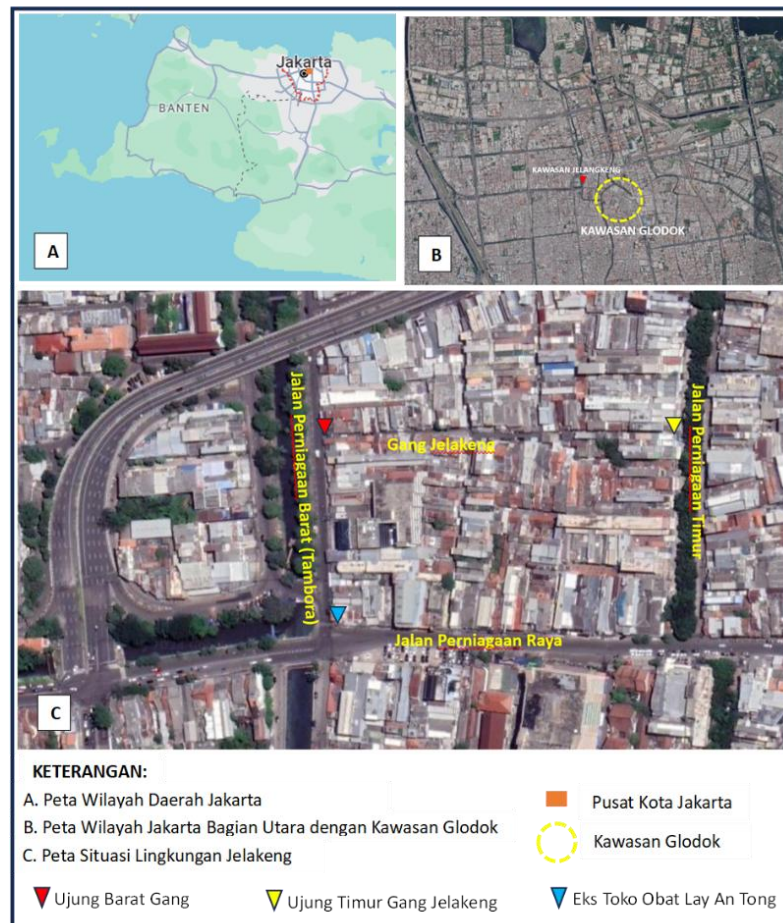 Jakarta
BANTEN
A
KAWASAN JELANGKENG
KAWASAN GLODOK
B
Jalan Perniagaan Barat (Tambora)
Gang Jelakeng
Jalan Perniagaan Timur
Jalan Perniagaan Raya
C
KETERANGAN:
A. Peta Wilayah Daerah Jakarta
B. Peta Wilayah Jakarta Bagian Utara dengan Kawasan Glodok
C. Peta Situasi Lingkungan Jelakeng
Pusat Kota Jakarta
Kawasan Glodok
Ujung Barat Gang
Ujung Timur Gang Jelakeng
Eks Toko Obat Lay An Tong